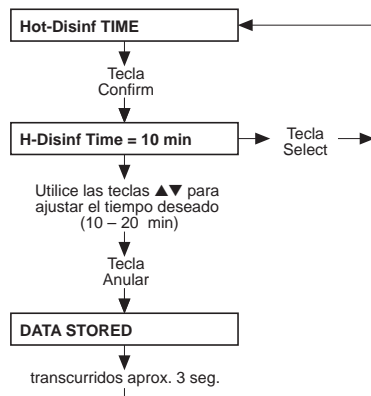 Hot-Disinf TIME
Tecla
Confirm
H-Disinf Time = 10 min
Tecla
Select
Utilice las teclas ▲▼ para
ajustar el tiempo deseado
(10 – 20 min)
Tecla
Anular
DATA STORED
transcurridos aprox. 3 seg.